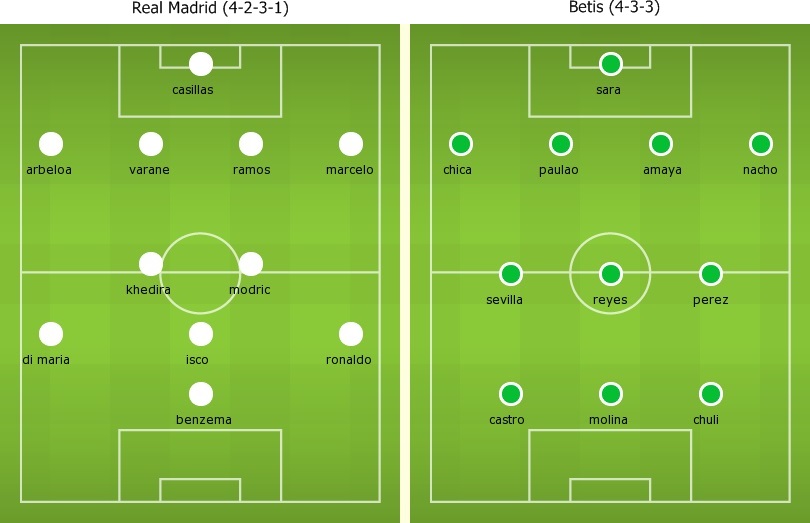 Real Madrid (4-2-3-1)
casillas
arbeloa varane ramos marcelo
khedira modric
di maria isco ronaldo
benzema
Betis (4-3-3)
sara
chica paulao amaya nacho
sevilla reyes perez
castro molina chuli